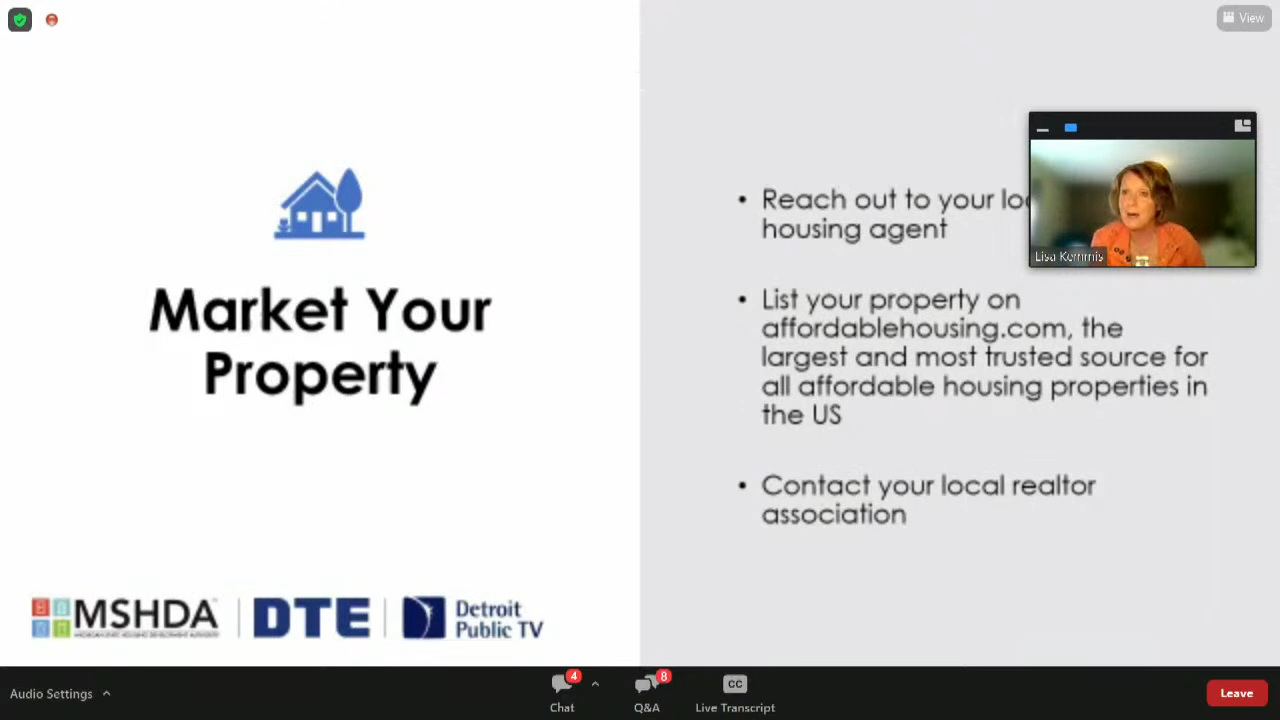 View
Market Your
Property
• Reach out to your
housing agent
Lisa Kemmis
• List your property on
affordablehousing.com, the
largest and most trusted source for
all affordable housing properties in
the US
• Contact your local realtor
association
MSHDA
DTE
Detroit
Public TV
Audio Settings
4
Chat
8
Q&A
CC
Live Transcript
Leave